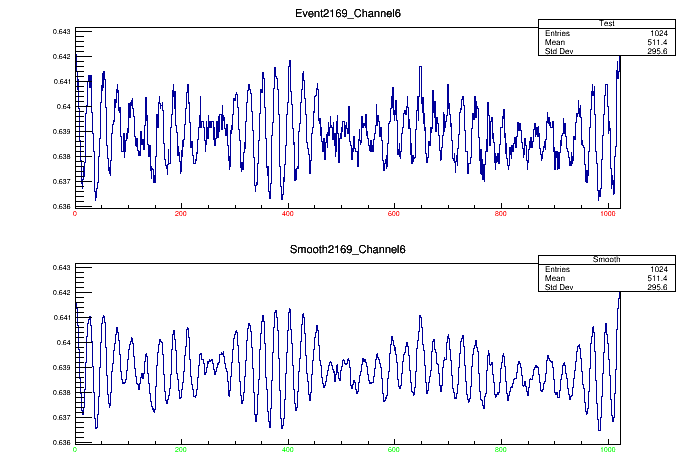 Event2169_Channel6
Test
Entries 1024
Mean 511.4
Std Dev 295.6
0.643
0.642
0.641
0.64
0.639
0.638
0.637
0.636
0 200 400 600 800 1000
Smooth2169_Channel6
Smooth
Entries 1024
Mean 511.4
Std Dev 295.6
0.643
0.642
0.641
0.64
0.639
0.638
0.637
0.636
0 200 400 600 800 1000